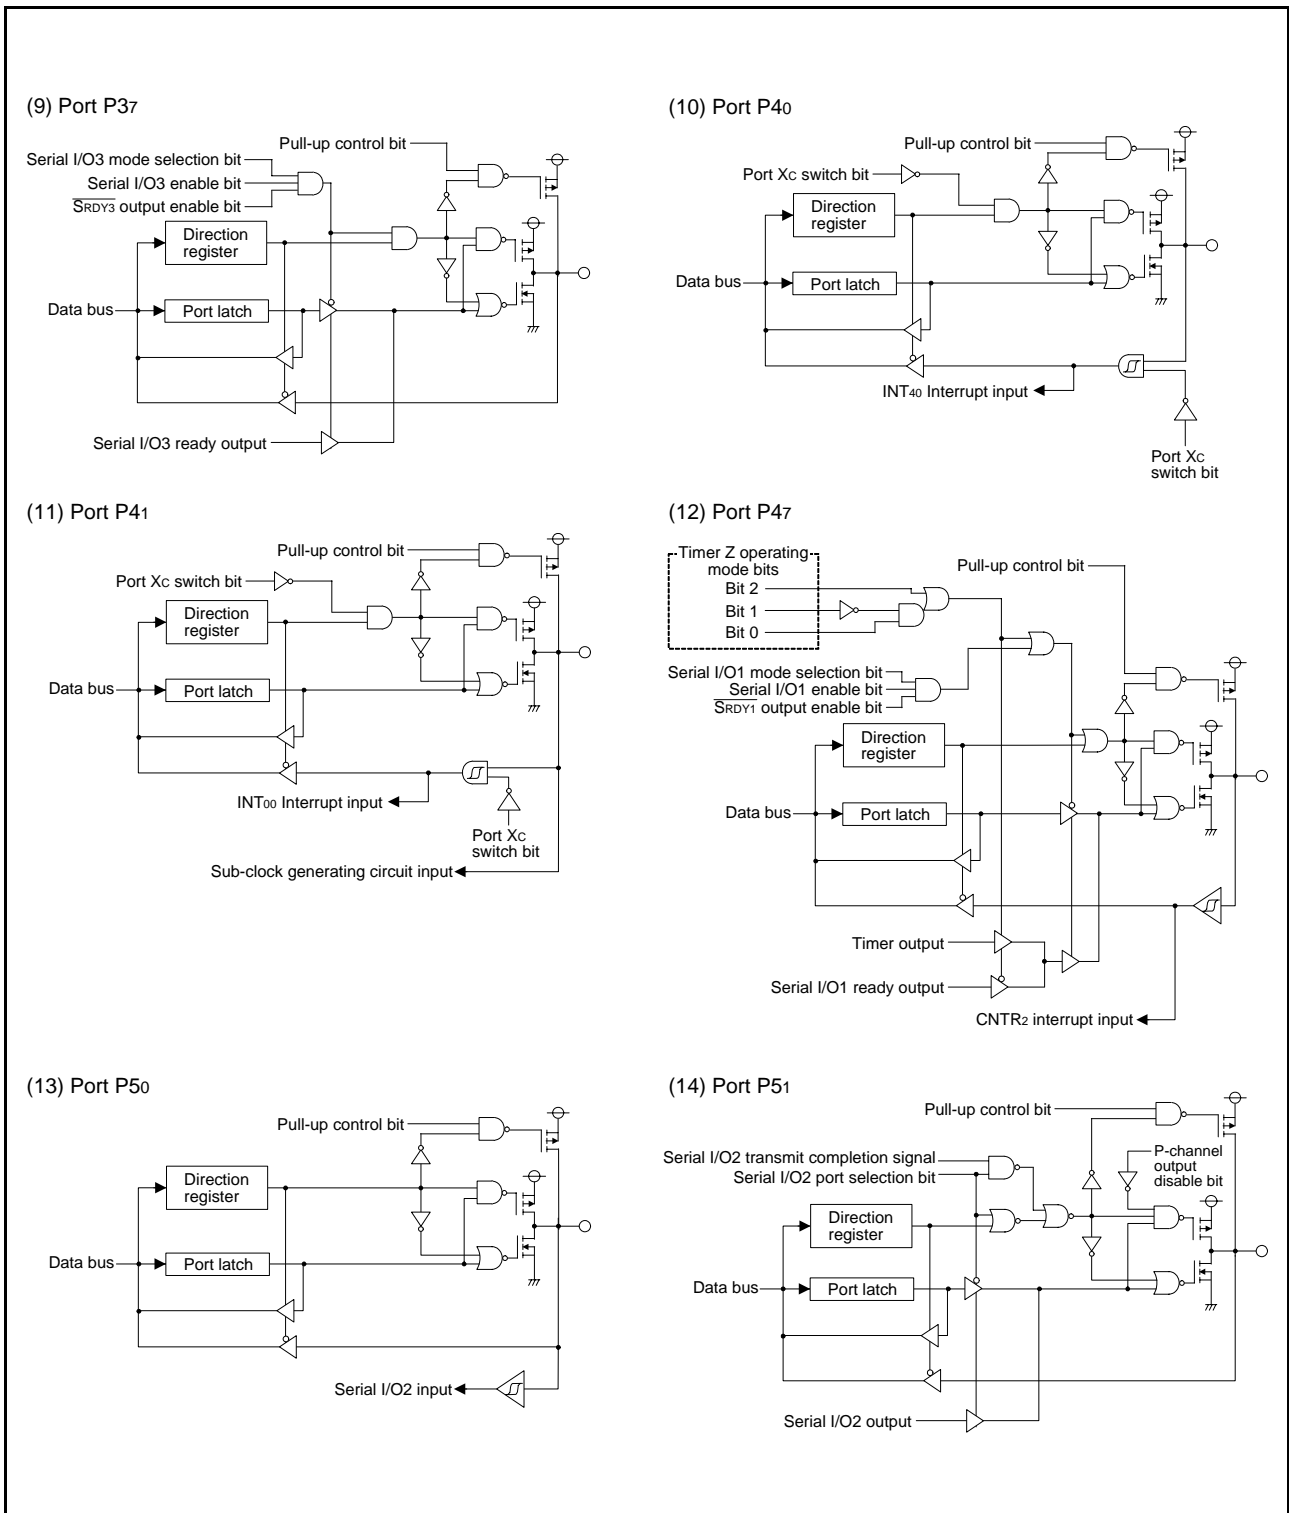 (9) Port P37
Pull-up control bit
Serial I/O3 mode selection bit
Serial I/O3 enable bit
SRDY3 output enable bit
Direction
register
Data bus
Port latch
Serial I/O3 ready output
(10) Port P40
Pull-up control bit
Port XC switch bit
Direction
register
Data bus
Port latch
INT40 Interrupt input
Port XC
switch bit
(11) Port P41
Pull-up control bit
Port XC switch bit
Direction
register
Data bus
Port latch
INT00 Interrupt input
Port XC
switch bit
Sub-clock generating circuit input
(12) Port P47
Timer Z operating
mode bits
Bit 2
Bit 1
Bit 0
Pull-up control bit
Serial I/O1 mode selection bit
Serial I/O1 enable bit
SRDY1 output enable bit
Direction
register
Data bus
Port latch
Timer output
Serial I/O1 ready output
CNTR2 interrupt input
(13) Port P50
Pull-up control bit
Direction
register
Data bus
Port latch
Serial I/O2 input
(14) Port P51
Pull-up control bit
Serial I/O2 transmit completion signal
Serial I/O2 port selection bit
P-channel
output
disable bit
Direction
register
Data bus
Port latch
Serial I/O2 output